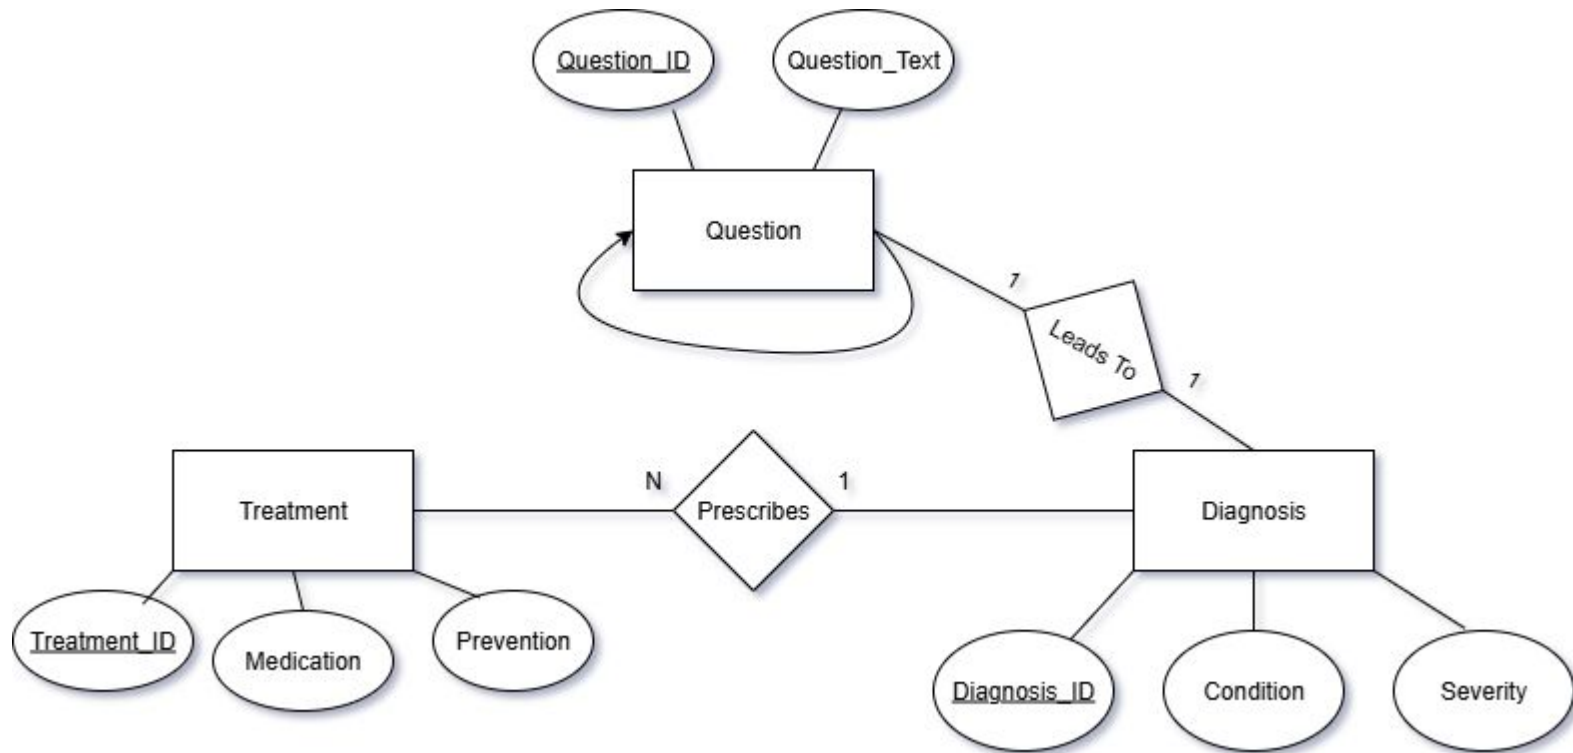 Question_ID
Question_Text
Question
1
Leads To
1
Treatment
N
Prescribes
1
Diagnosis
Treatment_ID
Medication
Prevention
Diagnosis_ID
Condition
Severity